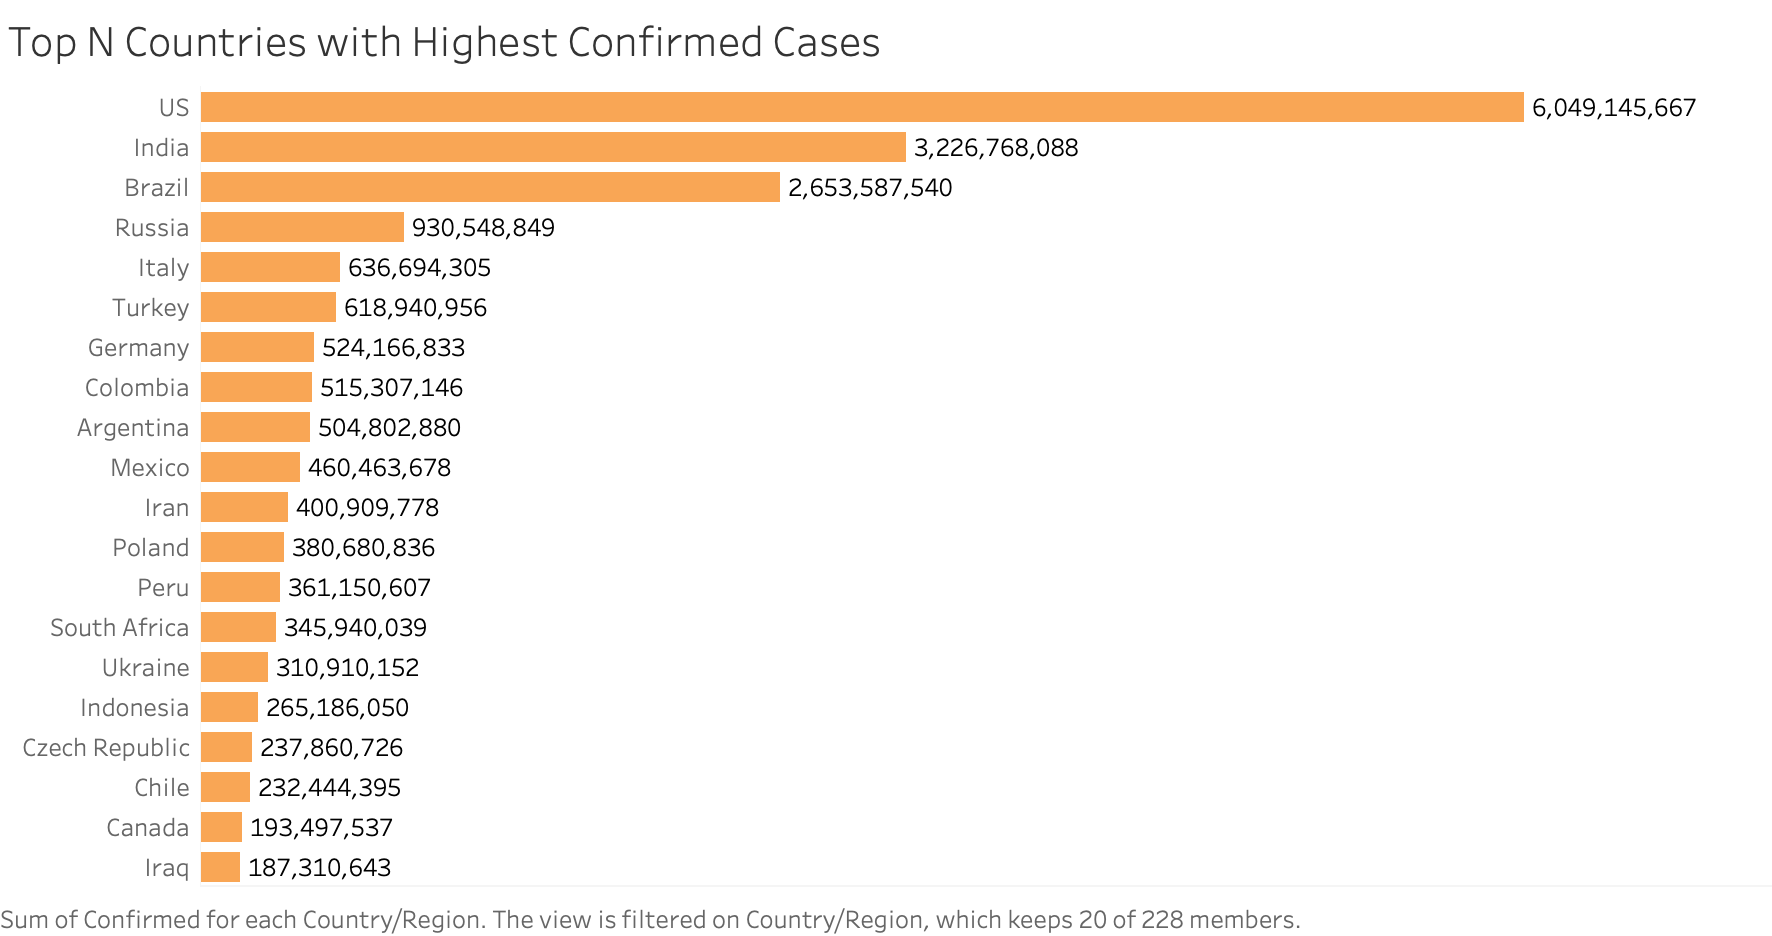 Top N Countries with Highest Confirmed Cases
US 6,049,145,667
India 3,226,768,088
Brazil 2,653,587,540
Russia 930,548,849
Italy 636,694,305
Turkey 618,940,956
Germany 524,166,833
Colombia 515,307,146
Argentina 504,802,880
Mexico 460,463,678
Iran 400,909,778
Poland 380,680,836
Peru 361,150,607
South Africa 345,940,039
Ukraine 310,910,152
Indonesia 265,186,050
Czech Republic 237,860,726
Chile 232,444,395
Canada 193,497,537
Iraq 187,310,643
Sum of Confirmed for each Country/Region. The view is filtered on Country/Region, which keeps 20 of 228 members.